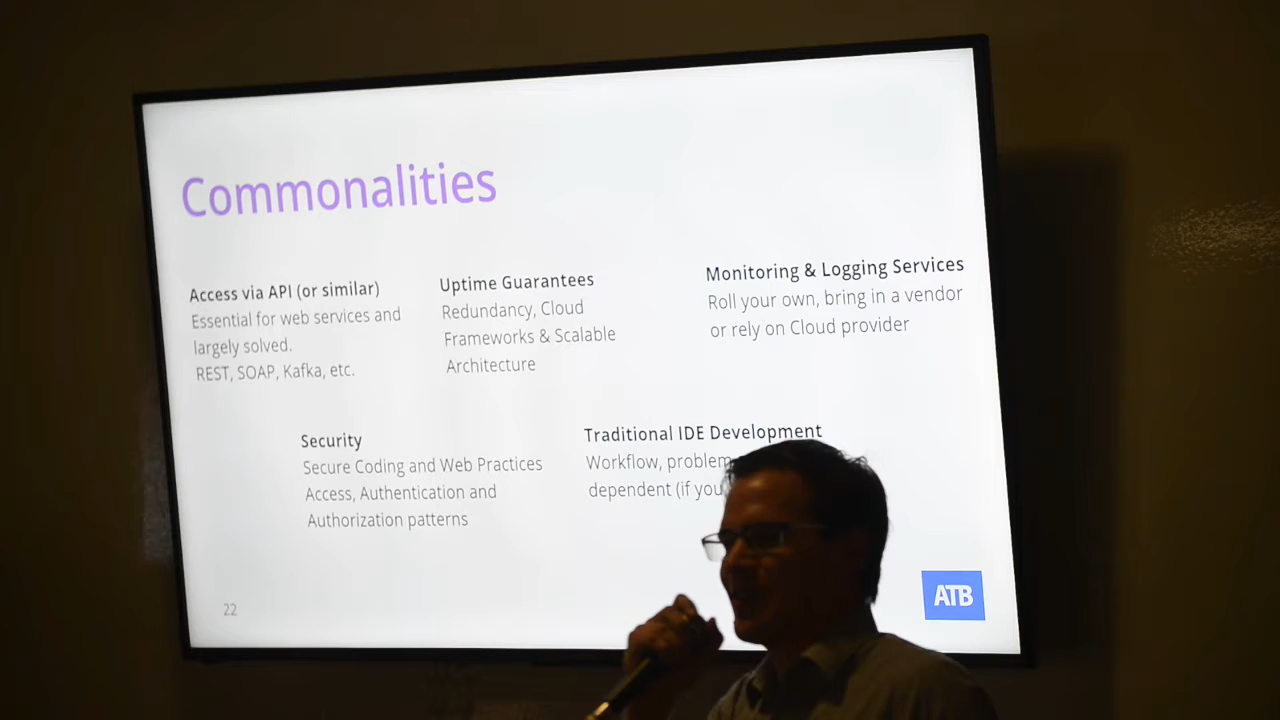 Commonalities
Access via API (or similar)
Essential for web services and
largely solved.
REST, SOAP, Kafka, etc.
Uptime Guarantees
Redundancy, Cloud
Frameworks & Scalable
Architecture
Monitoring & Logging Services
Roll your own, bring in a vendor
or rely on Cloud provider
Security
Secure Coding and Web Practices
Access, Authentication and
Authorization patterns
Traditional IDE Development
Workflow, problem
dependent (if you
22
ATB